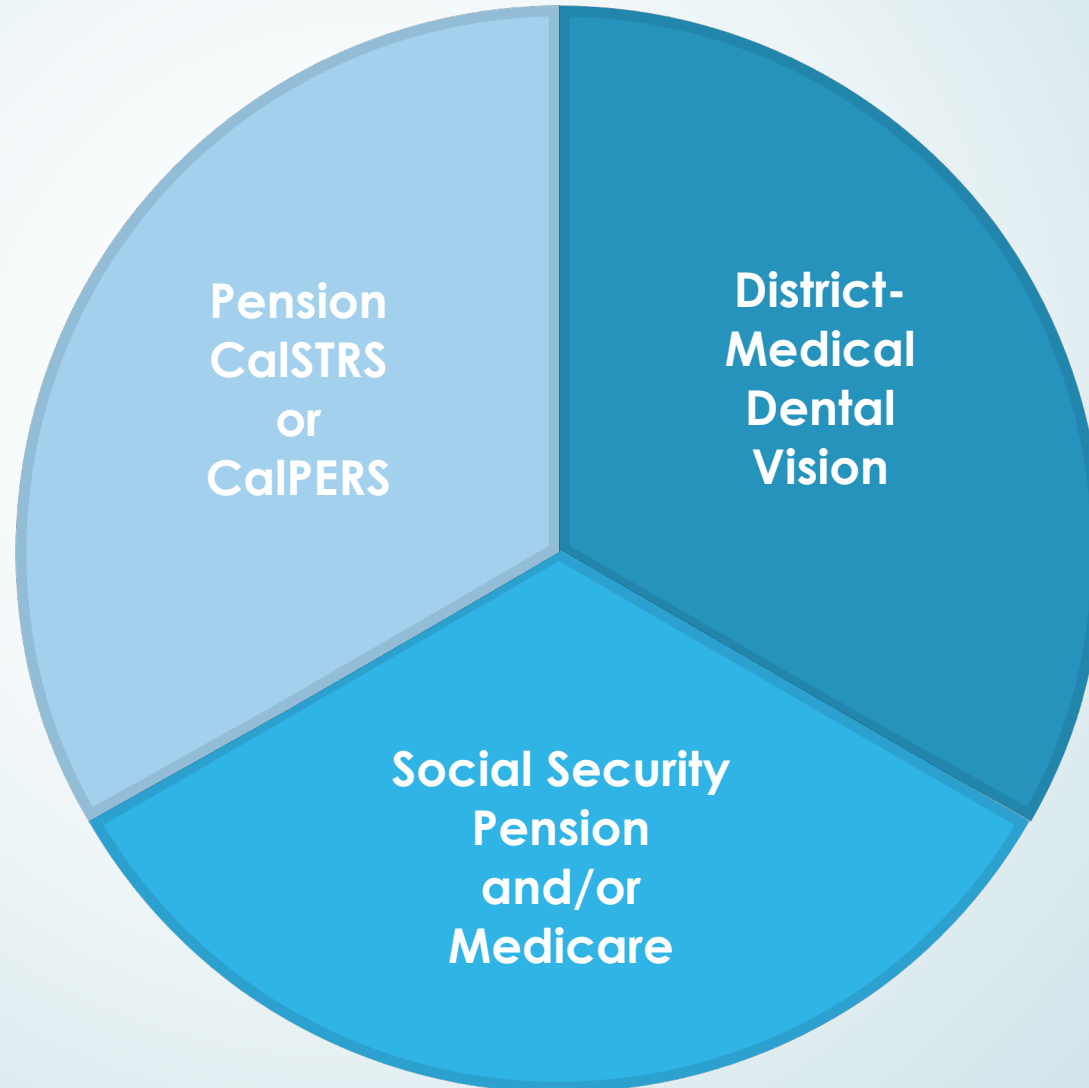 Pension
CalSTRS
or
CalPERS
District-
Medical
Dental
Vision
Social Security
Pension
and/or
Medicare